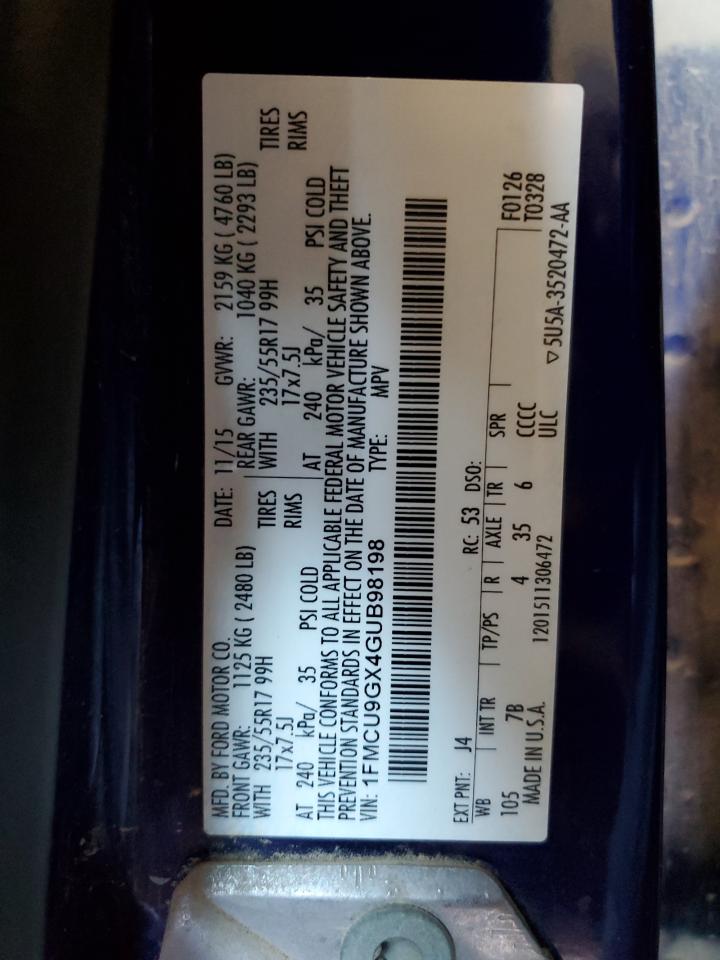 MFD. BY FORD MOTOR CO. DATE: 11/15 GVWR: 2159 KG ( 4760 LB)
FRONT GAWR: 1125 KG ( 2480 LB) REAR GAWR: 1040 KG ( 2293 LB)
WITH 235/55R17 99H TIRES WITH 235/55R17 99H TIRES
17x7.5J RIMS 17x7.5J RIMS
AT 240 kPa/ 35 PSI COLD AT 240 kPa/ 35 PSI COLD
THIS VEHICLE CONFORMS TO ALL APPLICABLE FEDERAL MOTOR VEHICLE SAFETY AND THEFT
PREVENTION STANDARDS IN EFFECT ON THE DATE OF MANUFACTURE SHOWN ABOVE.
VIN: 1FMCU9GX4GUB98198 TYPE: MPV
EXT PNT: J4 RC: 53 DSO:
WB INT TR TP/PS R AXLE TR SPR F0126
105 7B 4 35 6 CCCC T0328
MADE IN U.S.A. 1201511306472 ULC ▽5U5A-3520472-AA